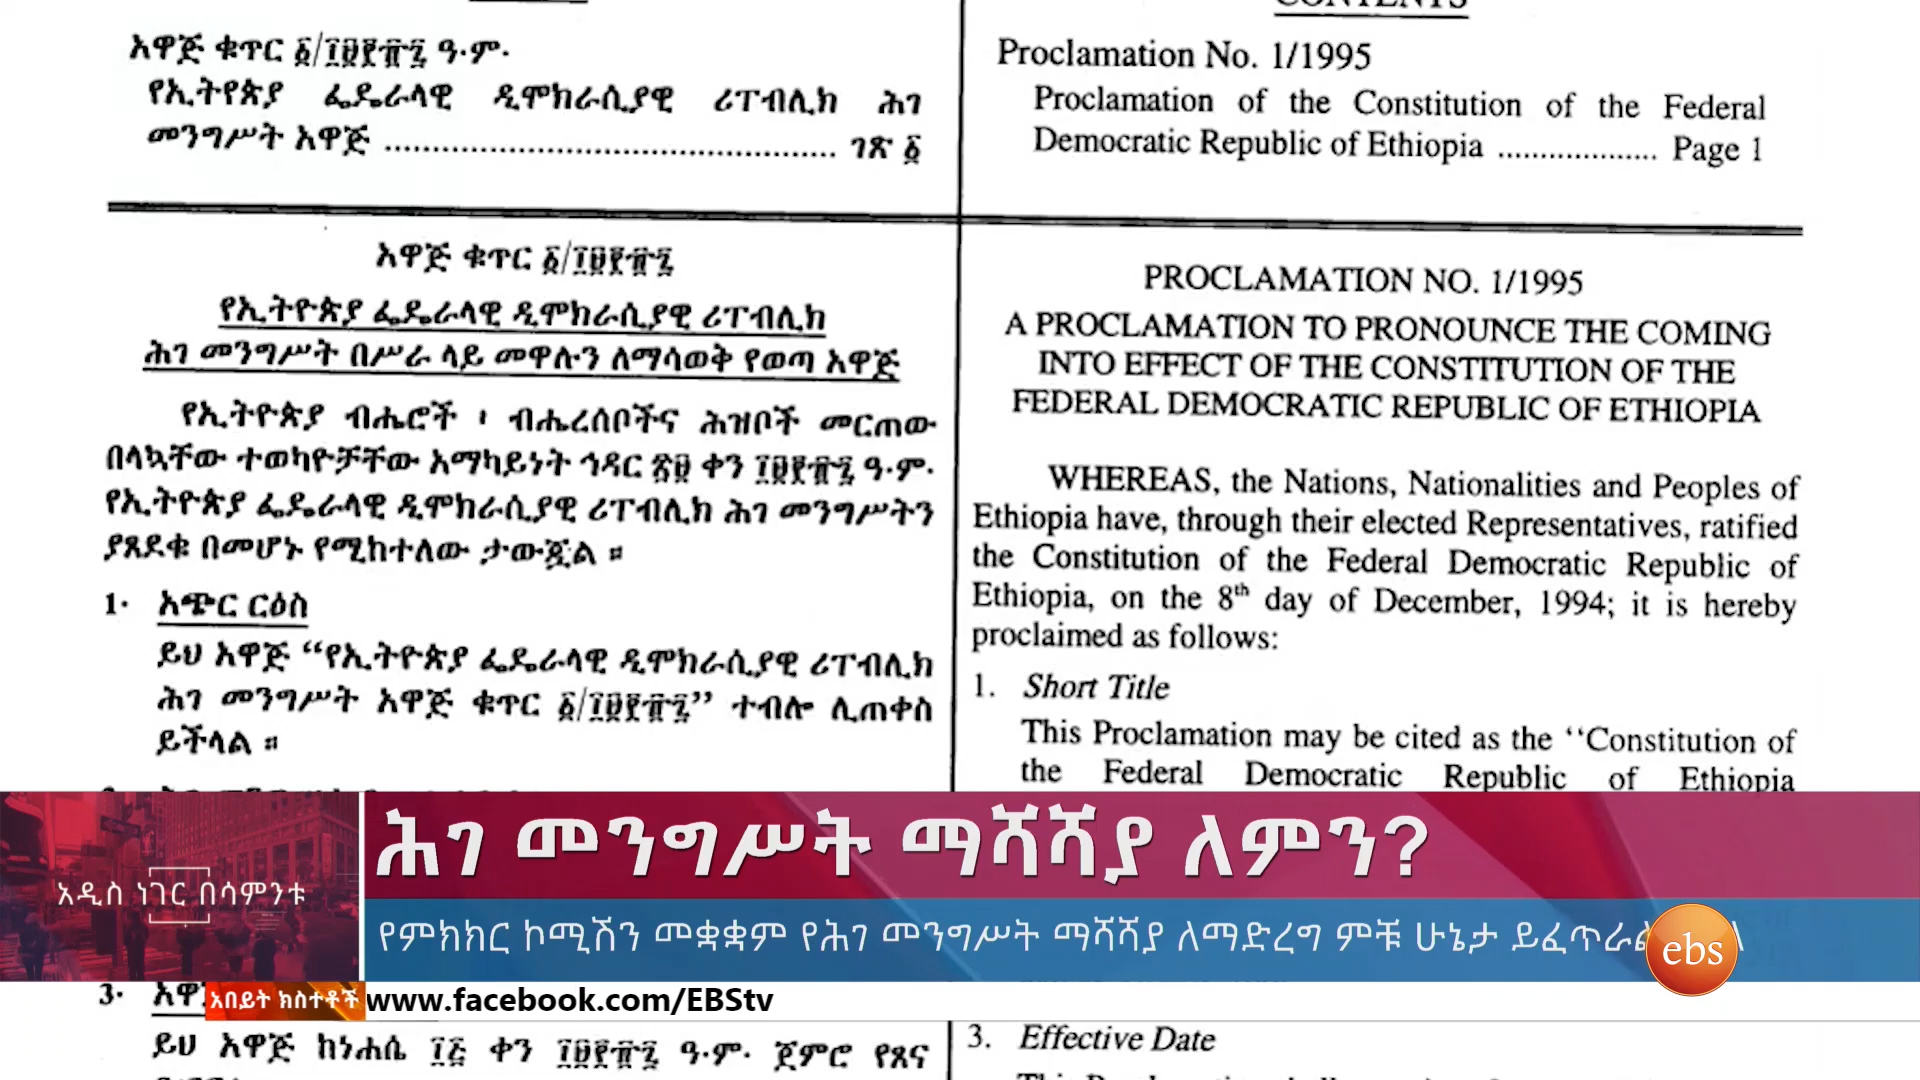 CONTENTS
አዋጅ ቁጥር ፩/፲፱፻፹፯ ዓ·ም·
የኢትየጵያ ፌዴራላዊ ዲሞክራሲያዊ ሪፐብሊክ ሕገ
መንግሥት አዋጅ ................................................ ገጽ ፩
Proclamation No. 1/1995
Proclamation of the Constitution of the Federal
Democratic Republic of Ethiopia ................... Page 1
አዋጅ ቁጥር ፩/፲፱፻፹፯
የኢትዮጵያ ፌዴራላዊ ዲሞክራሲያዊ ሪፐብሊክ
ሕገ መንግሥት በሥራ ላይ መዋሉን ለማሳወቅ የወጣ አዋጅ
የኢትዮጵያ ብሔሮች ፡ ብሔረሰቦችና ሕዝቦች መርጠው
በላኳቸው ተወካዮቻቸው አማካይነት ኅዳር ፳፱ ቀን ፲፱፻፹፯ ዓ·ም·
የኢትዮጵያ ፌዴራላዊ ዲሞክራሲያዊ ሪፐብሊክ ሕገ መንግሥትን
ያጸደቁ በመሆኑ የሚከተለው ታውጇል ።
1· አጭር ርዕስ
ይህ አዋጅ “የኢትዮጵያ ፌዴራላዊ ዲሞክራሲያዊ ሪፐብሊክ
ሕገ መንግሥት አዋጅ ቁጥር ፩/፲፱፻፹፯” ተብሎ ሊጠቀስ
ይችላል ።
PROCLAMATION NO. 1/1995
A PROCLAMATION TO PRONOUNCE THE COMING
INTO EFFECT OF THE CONSTITUTION OF THE
FEDERAL DEMOCRATIC REPUBLIC OF ETHIOPIA
WHEREAS, the Nations, Nationalities and Peoples of
Ethiopia have, through their elected Representatives, ratified
the Constitution of the Federal Democratic Republic of
Ethiopia, on the 8th day of December, 1994; it is hereby
proclaimed as follows:
1. Short Title
This Proclamation may be cited as the ‘‘Constitution of
the Federal Democratic Republic of Ethiopia
ሕገ መንግሥት ማሻሻያ ለምን?
አዲስ ነገር በሳምንቱ
የምክክር ኮሚሽን መቋቋም የሕገ መንግሥት ማሻሻያ ለማድረግ ምቹ ሁኔታ
ebs
3·
አበይት ክስተቶች
www.facebook.com/EBStv
ይህ አዋጅ ከነሐሴ ፲፭ ቀን ፲፱፻፹፯ ዓ·ም· ጀምሮ የጸና
3. Effective Date